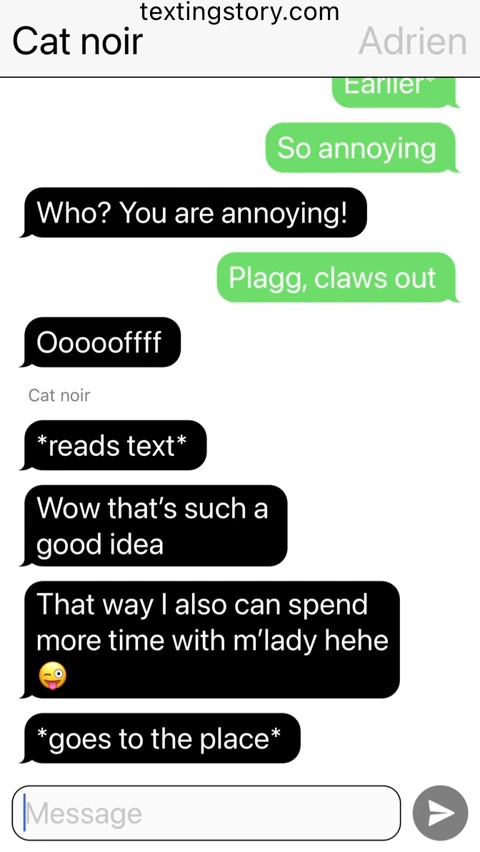 textingstory.com
Cat noir
Adrien
Earlier*
So annoying
Who? You are annoying!
Plagg, claws out
Oooooffff
Cat noir
*reads text*
Wow that’s such a
good idea
That way I also can spend
more time with m’lady hehe
😜
*goes to the place*
Message